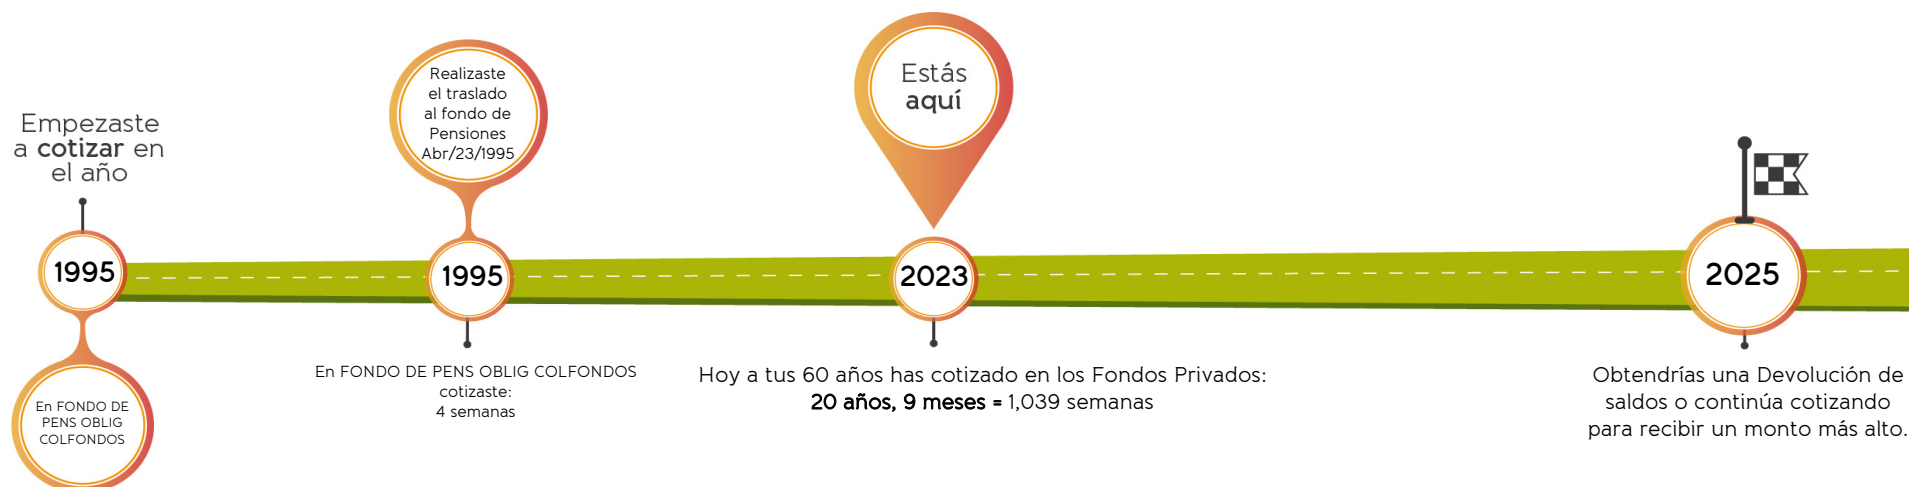 Empezaste
a cotizar en
el año
1995
En FONDO DE
PENS OBLIG
COLFONDOS
Realizaste
el traslado
al fondo de
Pensiones
Abr/23/1995
1995
En FONDO DE PENS OBLIG COLFONDOS
cotizaste:
4 semanas
Estás
aquí
2023
Hoy a tus 60 años has cotizado en los Fondos Privados:
20 años, 9 meses = 1,039 semanas
2025
Obtendrías una Devolución de
saldos o continúa cotizando
para recibir un monto más alto.